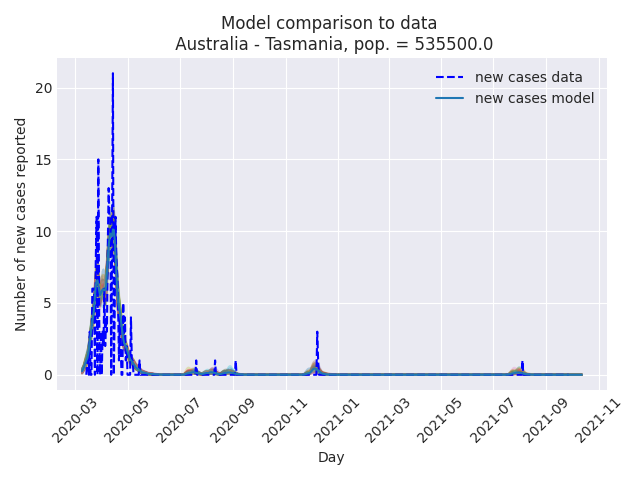 Model comparison to data
Australia - Tasmania, pop. = 535500.0
new cases data
new cases model
Number of new cases reported
20
15
10
5
0
2020-03
2020-05
2020-07
2020-09
2020-11
2021-01
2021-03
2021-05
2021-07
2021-09
2021-11
Day